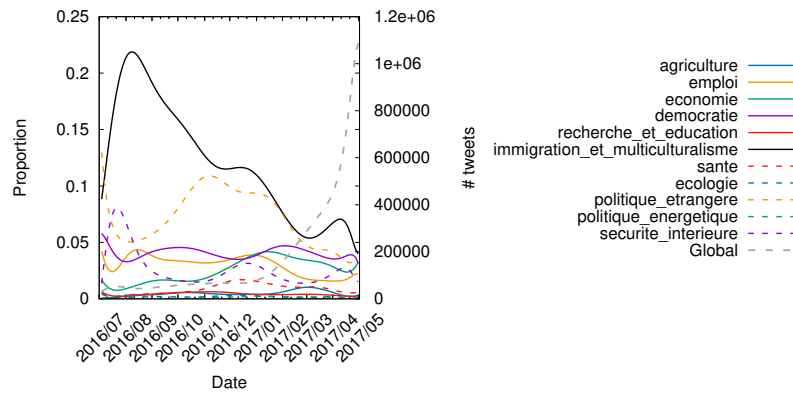 0.25
0.2
0.15
0.1
0.05
0
Proportion
1.2e+06
1e+06
800000
600000
400000
200000
0
# tweets
2016/07
2016/08
2016/09
2016/10
2016/11
2016/12
2017/01
2017/02
2017/03
2017/04
2017/05
Date
agriculture
emploi
economie
democratie
recherche_et_education
immigration_et_multiculturalisme
sante
ecologie
politique_etrangere
politique_energetique
securite_interieure
Global